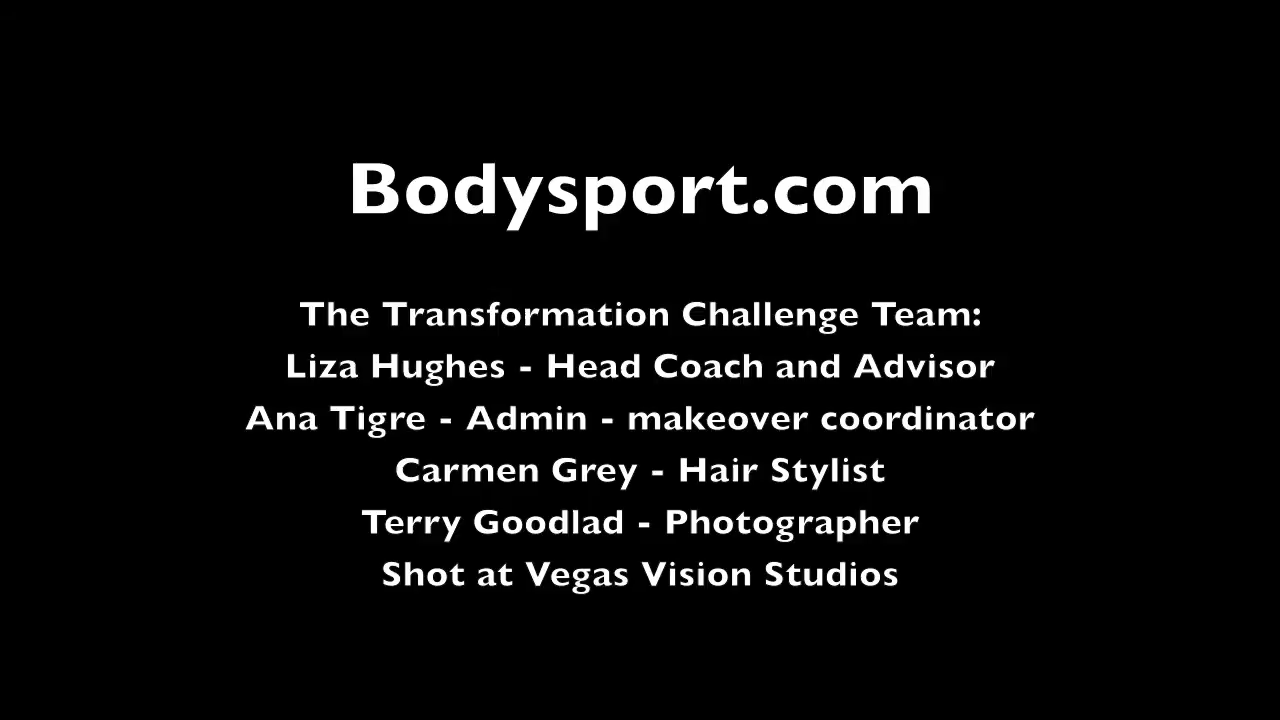 Bodysport.com
The Transformation Challenge Team:
Liza Hughes - Head Coach and Advisor
Ana Tigre - Admin - makeover coordinator
Carmen Grey - Hair Stylist
Terry Goodlad - Photographer
Shot at Vegas Vision Studios